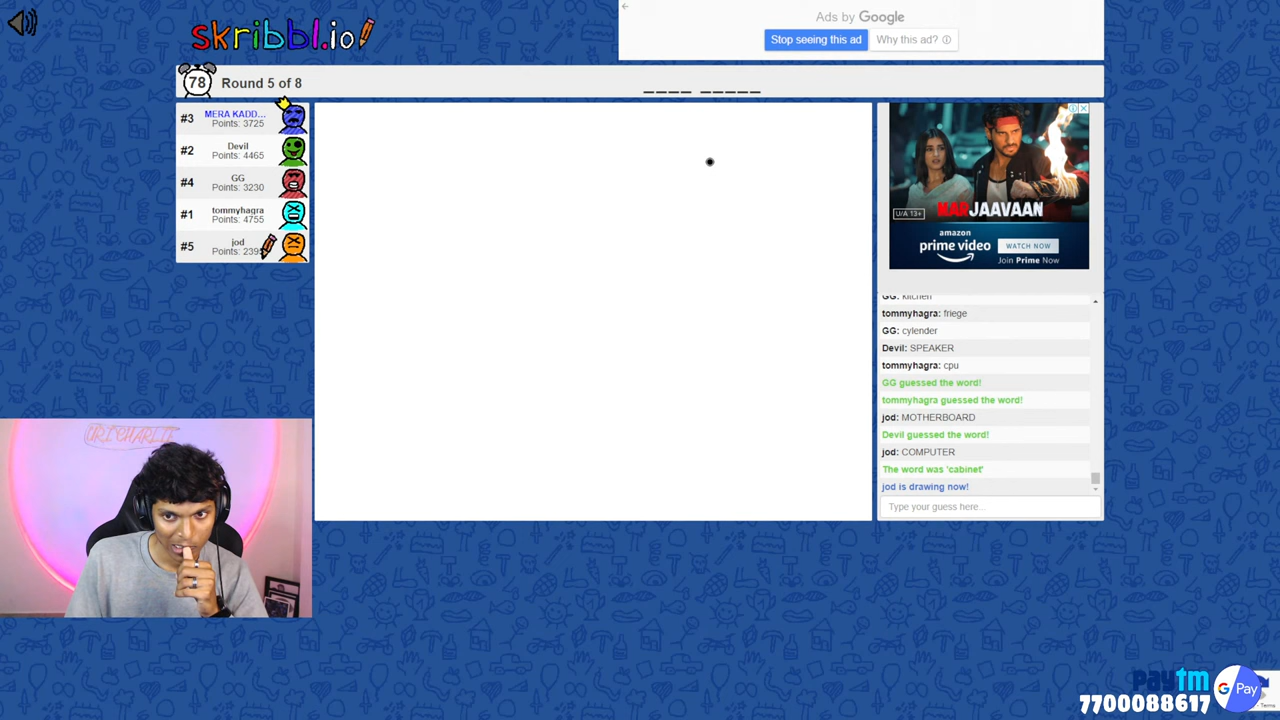 skribbl.io
Ads by Google
Stop seeing this ad
Why this ad?
78
Round 5 of 8
____ _____
#3
MERA KADD...
Points: 3725
#2
Devil
Points: 4465
#4
GG
Points: 3230
#1
tommyhagra
Points: 4755
#5
jod
U/A 13+
MARJAAVAAN
amazon
prime video
WATCH NOW
Join Prime Now
GG: kitchen
tommyhagra: friege
GG: cylender
Devil: SPEAKER
tommyhagra: cpu
GG guessed the word!
tommyhagra guessed the word!
jod: MOTHERBOARD
Devil guessed the word!
jod: COMPUTER
The word was 'cabinet'
jod is drawing now!
Type your guess here...
paytm
7700088617
G Pay